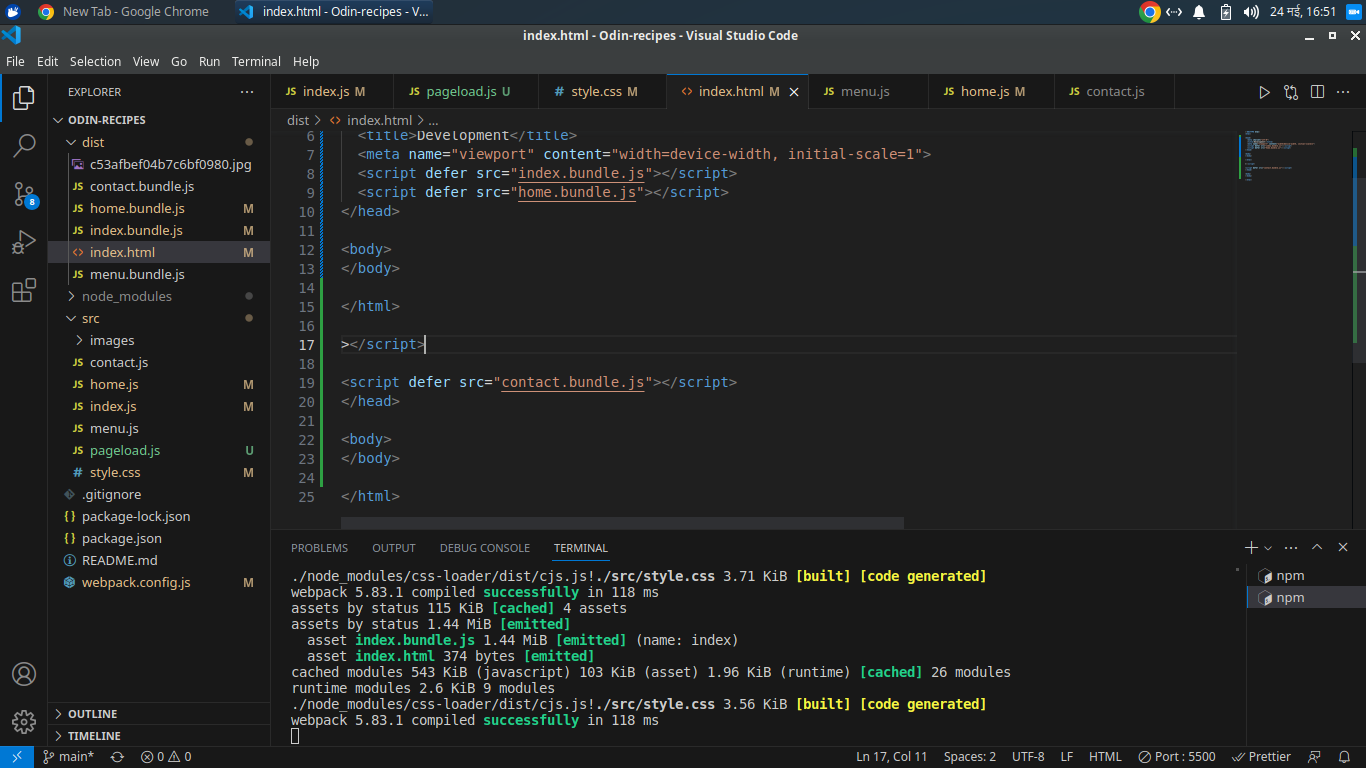 New Tab - Google Chrome
index.html - Odin-recipes - V...
24 मई, 16:51
index.html - Odin-recipes - Visual Studio Code
File Edit Selection View Go Run Terminal Help
EXPLORER
index.js M
pageload.js U
style.css M
index.html M
menu.js
home.js M
contact.js
dist > index.html > ...
ODIN-RECIPES
dist
c53afbef04b7c6bf0980.jpg
contact.bundle.js
home.bundle.js M
index.bundle.js M
index.html M
menu.bundle.js
node_modules
src
images
contact.js
home.js M
index.js M
menu.js
pageload.js U
style.css M
.gitignore
package-lock.json
package.json
README.md
webpack.config.js M
OUTLINE
TIMELINE
8
6 <title>Development</title>
7 <meta name="viewport" content="width=device-width, initial-scale=1">
8 <script defer src="index.bundle.js"></script>
9 <script defer src="home.bundle.js"></script>
10 </head>
11
12 <body>
13 </body>
14
15 </html>
16
17 ></script>
18
19 <script defer src="contact.bundle.js"></script>
20 </head>
21
22 <body>
23 </body>
24
25 </html>
PROBLEMS OUTPUT DEBUG CONSOLE TERMINAL
./node_modules/css-loader/dist/cjs.js!./src/style.css 3.71 KiB [built] [code generated]
webpack 5.83.1 compiled successfully in 118 ms
assets by status 115 KiB [cached] 4 assets
assets by status 1.44 MiB [emitted]
asset index.bundle.js 1.44 MiB [emitted] (name: index)
asset index.html 374 bytes [emitted]
cached modules 543 KiB (javascript) 103 KiB (asset) 1.96 KiB (runtime) [cached] 26 modules
runtime modules 2.6 KiB 9 modules
./node_modules/css-loader/dist/cjs.js!./src/style.css 3.56 KiB [built] [code generated]
webpack 5.83.1 compiled successfully in 118 ms
npm
npm
main* 0 0 Ln 17, Col 11 Spaces: 2 UTF-8 LF HTML Port : 5500 Prettier